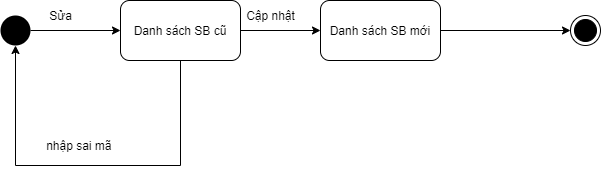 Sửa
Danh sách SB cũ
Cập nhật
Danh sách SB mới
nhập sai mã